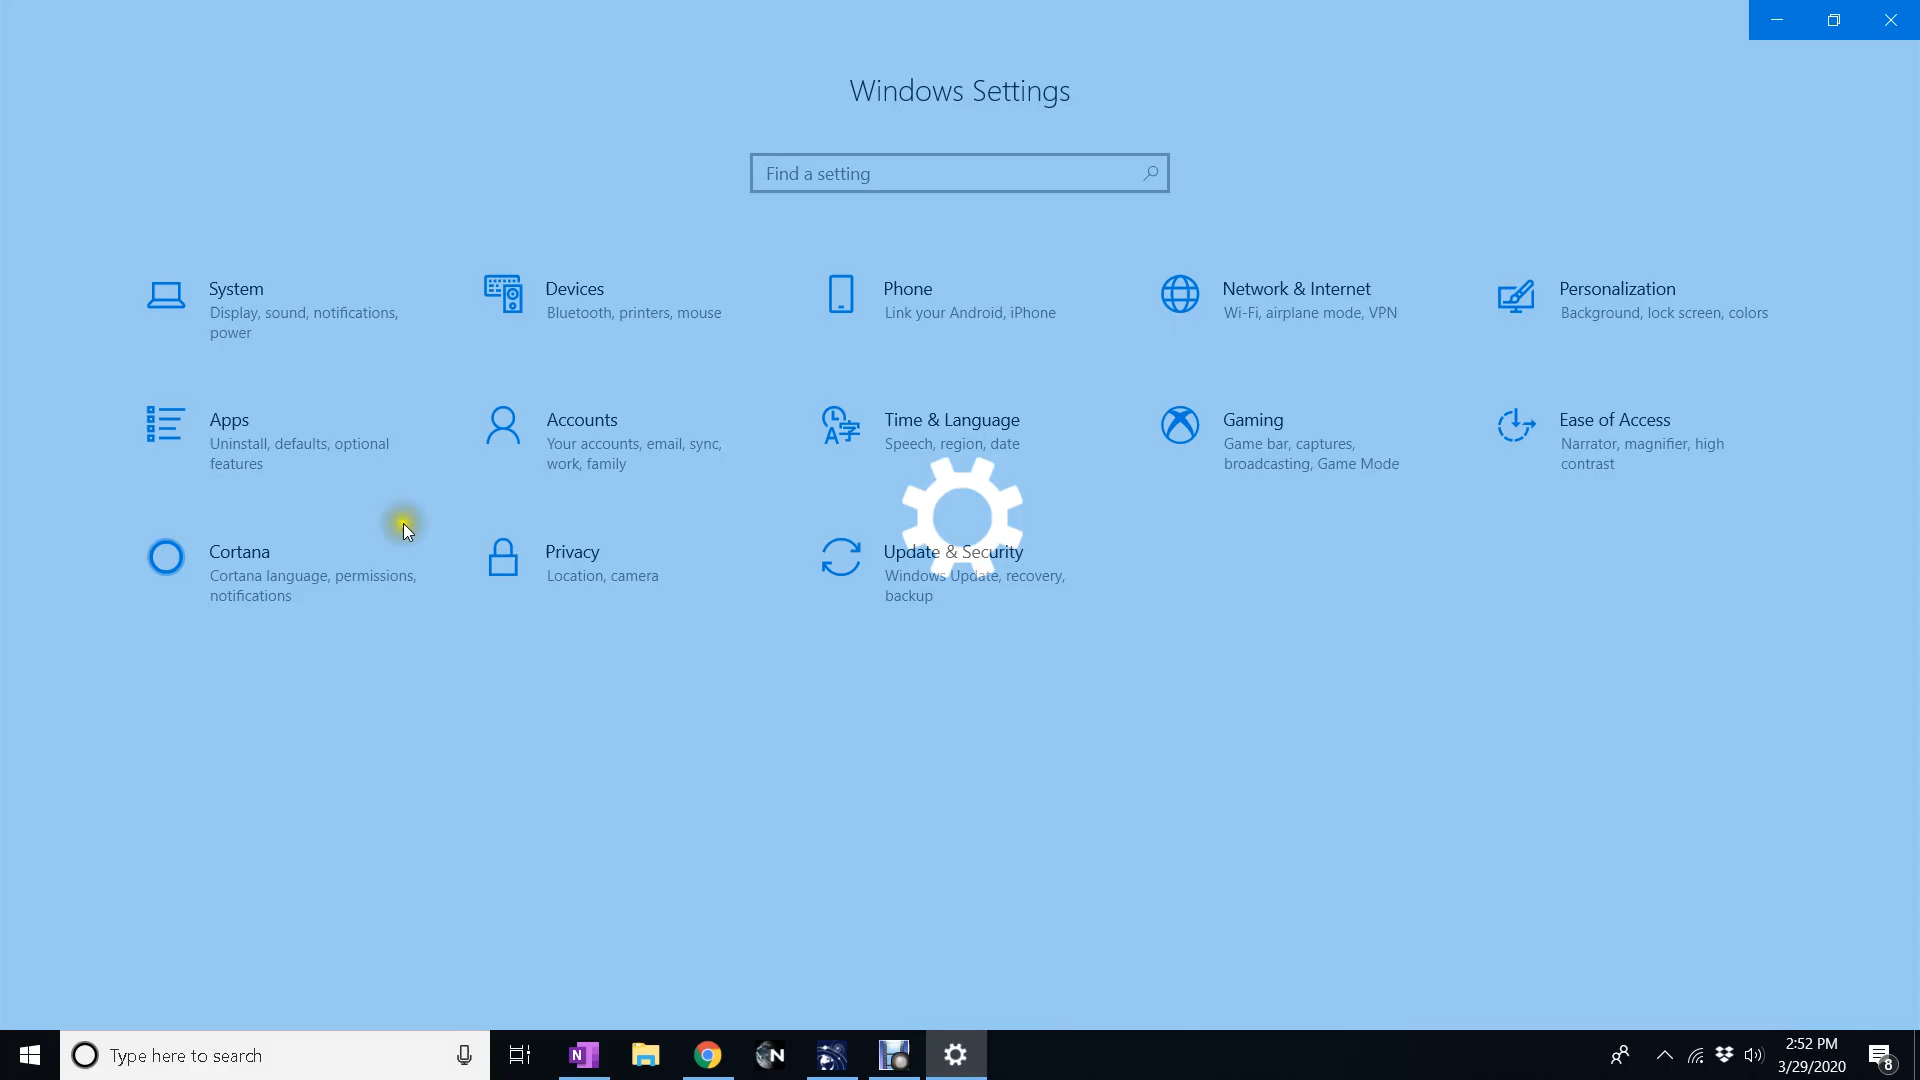 Windows Settings
Find a setting
System
Display, sound, notifications,
power
Devices
Bluetooth, printers, mouse
Phone
Link your Android, iPhone
Network & Internet
Wi-Fi, airplane mode, VPN
Personalization
Background, lock screen, colors
Apps
Uninstall, defaults, optional
features
Accounts
Your accounts, email, sync,
work, family
Time & Language
Speech, region, date
Gaming
Game bar, captures,
broadcasting, Game Mode
Ease of Access
Narrator, magnifier, high
contrast
Cortana
Cortana language, permissions,
notifications
Privacy
Location, camera
Update & Security
Windows Update, recovery,
backup
Type here to search
N
N
2:52 PM
3/29/2020
8